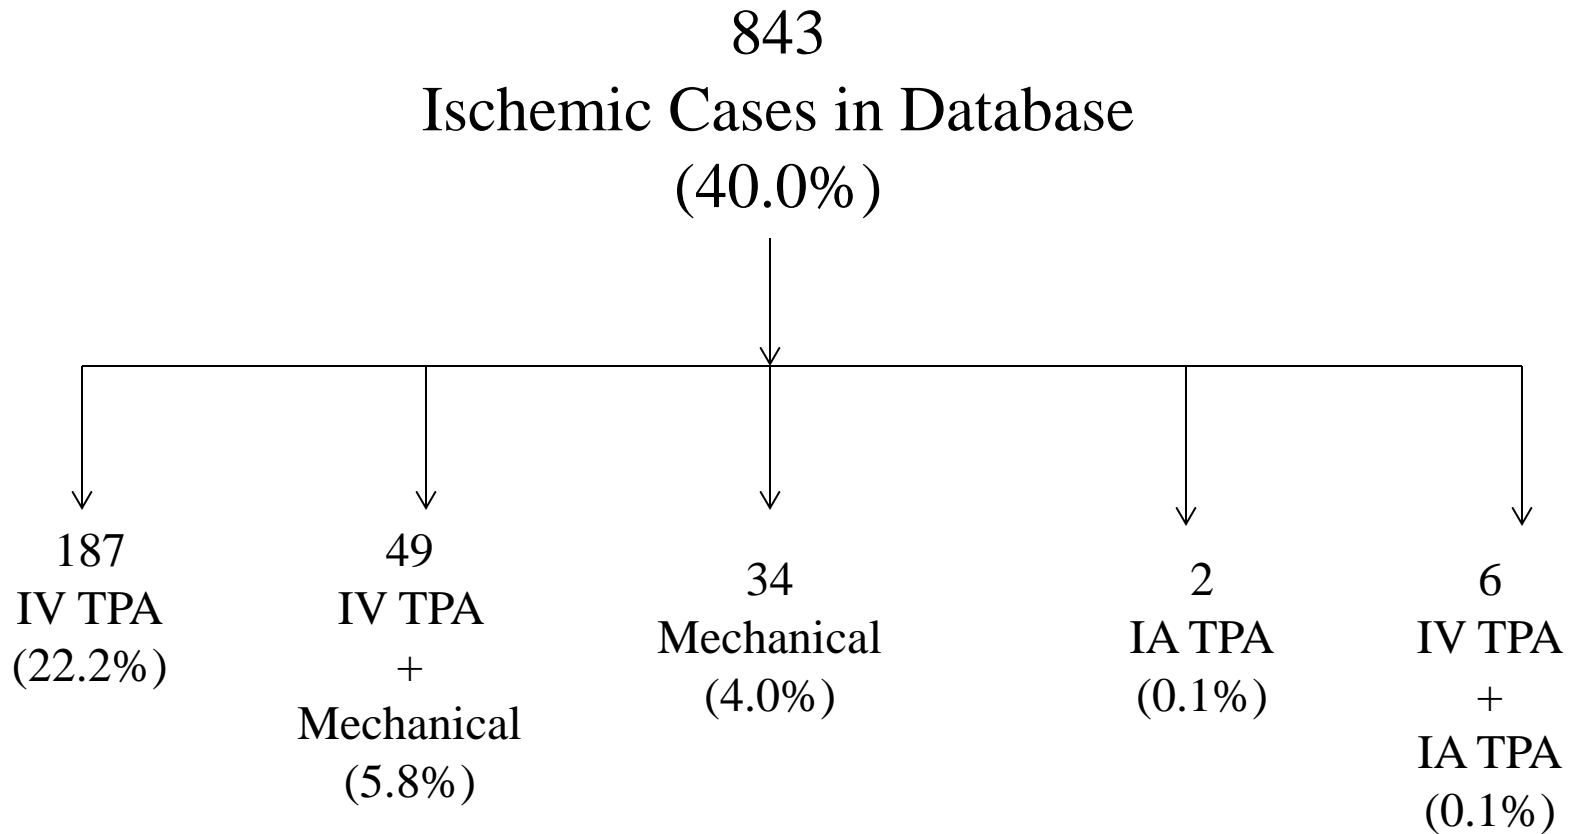 843
Ischemic Cases in Database
(40.0%)
187
IV TPA
(22.2%)
49
IV TPA
+
Mechanical
(5.8%)
34
Mechanical
(4.0%)
2
IA TPA
(0.1%)
6
IV TPA
+
IA TPA
(0.1%)